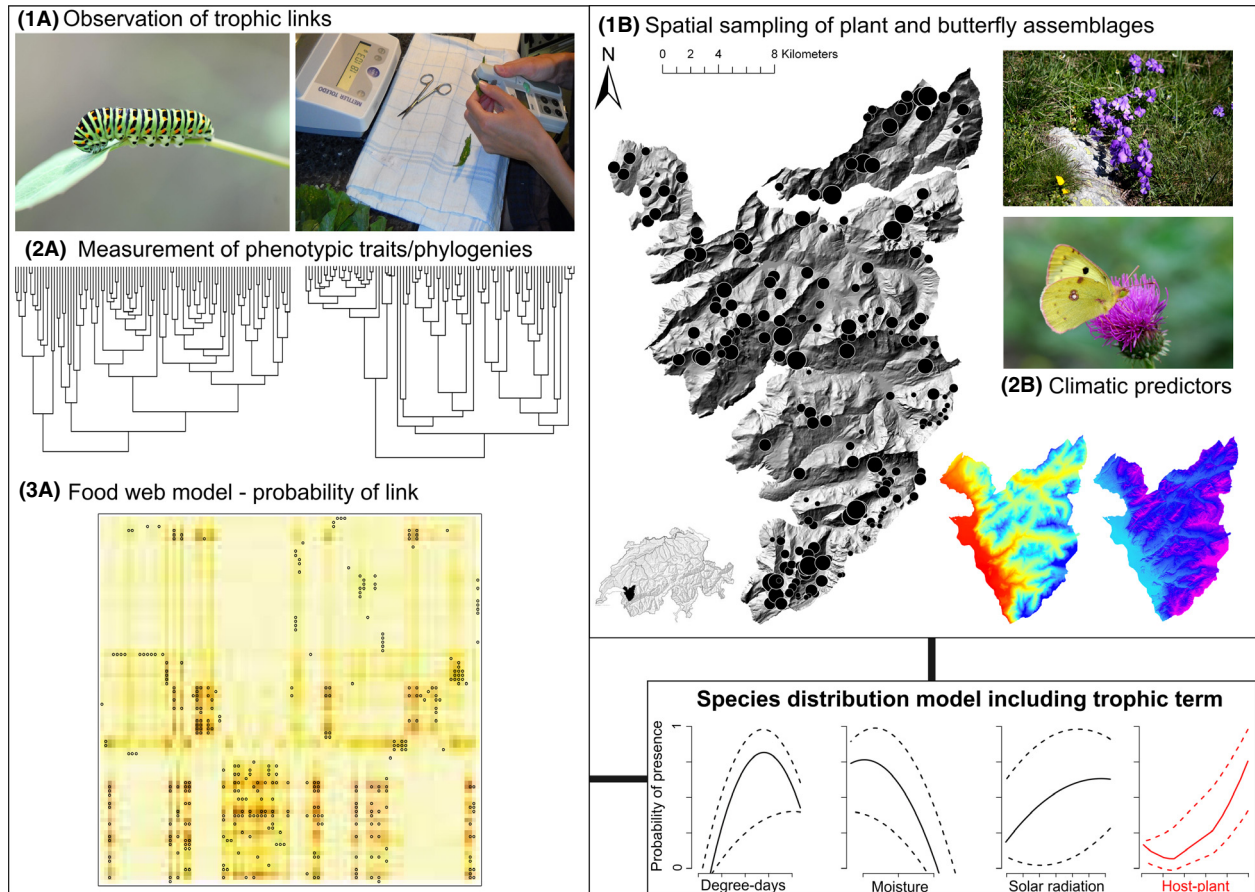 (1A) Observation of trophic links
METTLER TOLEDO
(2A) Measurement of phenotypic traits/phylogenies
(3A) Food web model - probability of link
(1B) Spatial sampling of plant and butterfly assemblages
N
0 2 4 8 Kilometers
(2B) Climatic predictors
Species distribution model including trophic term
Probability of presence
1
0
Degree-days
Moisture
Solar radiation
Host-plant